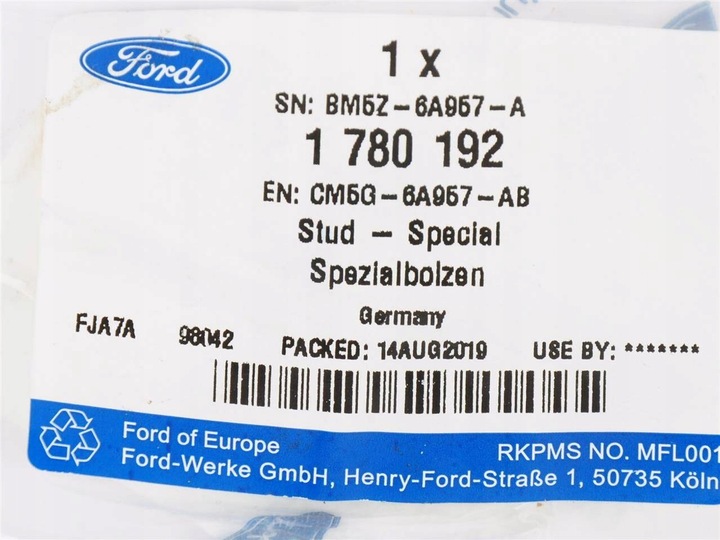 Ford
1 x
SN: BM5Z-6A957-A
1 780 192
EN: CM5G-6A957-AB
Stud - Special
Spezialbolzen
Germany
FJA7A 98042 PACKED: 14AUG2019 USE BY: *******
Ford of Europe RKPMS NO. MFL001
Ford-Werke GmbH, Henry-Ford-Straße 1, 50735 Köln